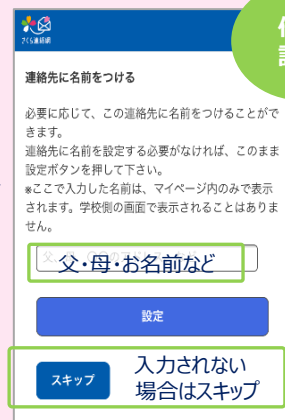 さくら連絡網
連絡先に名前をつける
必要に応じて、この連絡先に名前をつけることがで
きます。
連絡先に名前を設定する必要がなければ、このまま
設定ボタンを押して下さい。
※ここで入力した名前は、マイページ内のみで表示
されます。学校側の画面で表示されることはありま
せん。
父・母・お名前など
設定
スキップ
入力されない
場合はスキップ